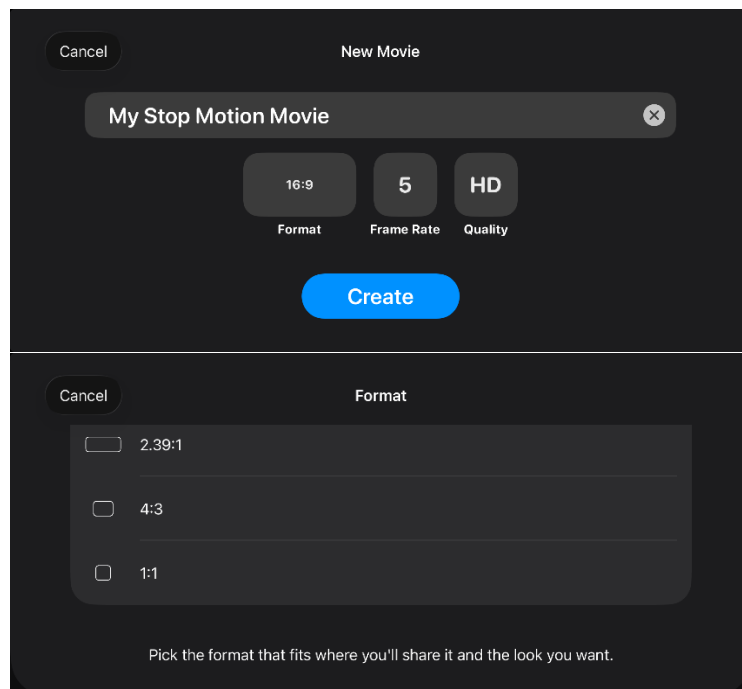 Cancel
New Movie
My Stop Motion Movie
16:9
5
HD
Format
Frame Rate
Quality
Create
Cancel
Format
2.39:1
4:3
1:1
Pick the format that fits where you'll share it and the look you want.